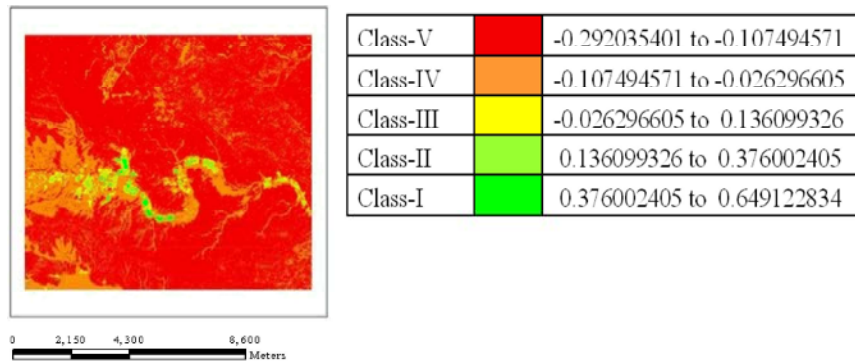 Class-V -0.292035401 to -0.107494571
Class-IV -0.107494571 to -0.026296605
Class-III -0.026296605 to 0.136099326
Class-II 0.136099326 to 0.376002405
Class-I 0.376002405 to 0.649122834
0 2,150 4,300 8,600
Meters